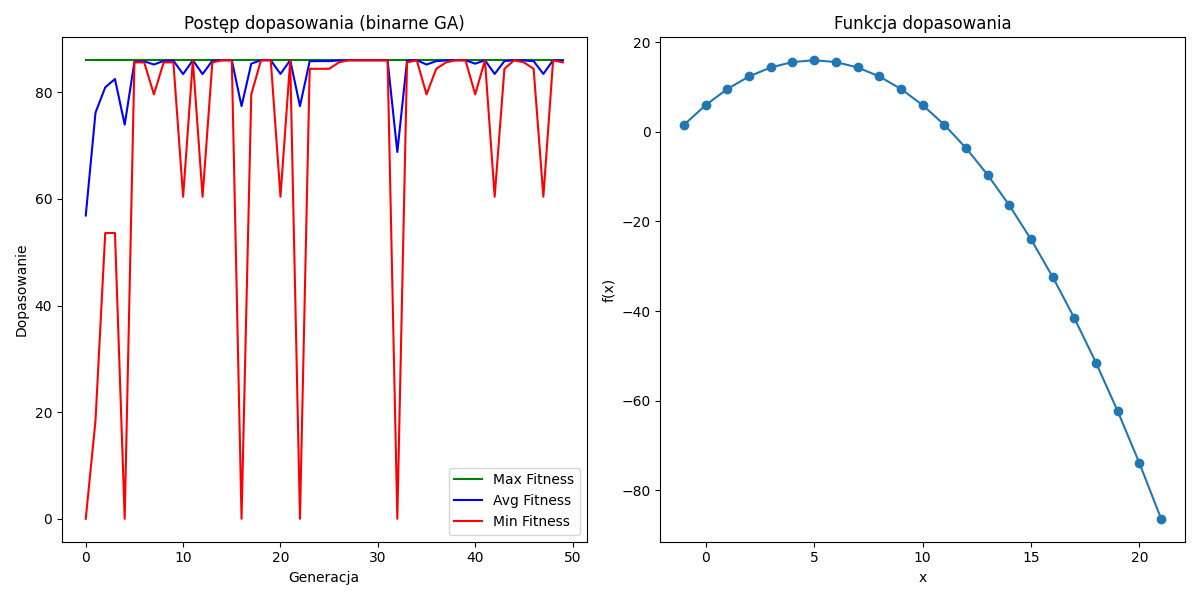 Postęp dopasowania (binarne GA)
Dopasowanie
80
60
40
20
0
0 10 20 30 40 50
Generacja
Max Fitness
Avg Fitness
Min Fitness
Funkcja dopasowania
f(x)
20
0
−20
−40
−60
−80
0 5 10 15 20
x